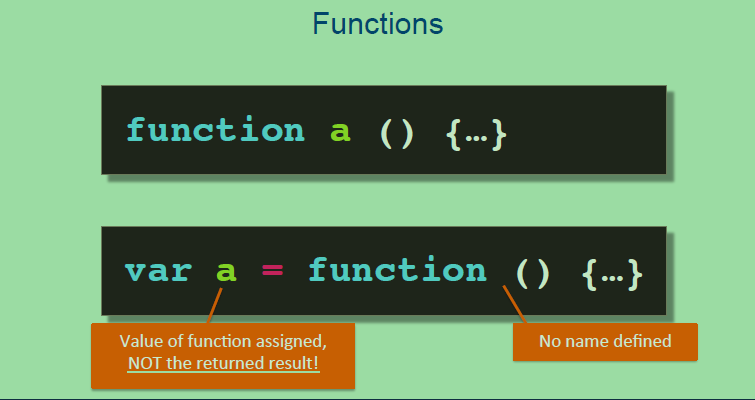 Functions
function a () {…}
var a = function () {…}
Value of function assigned,
NOT the returned result!
No name defined